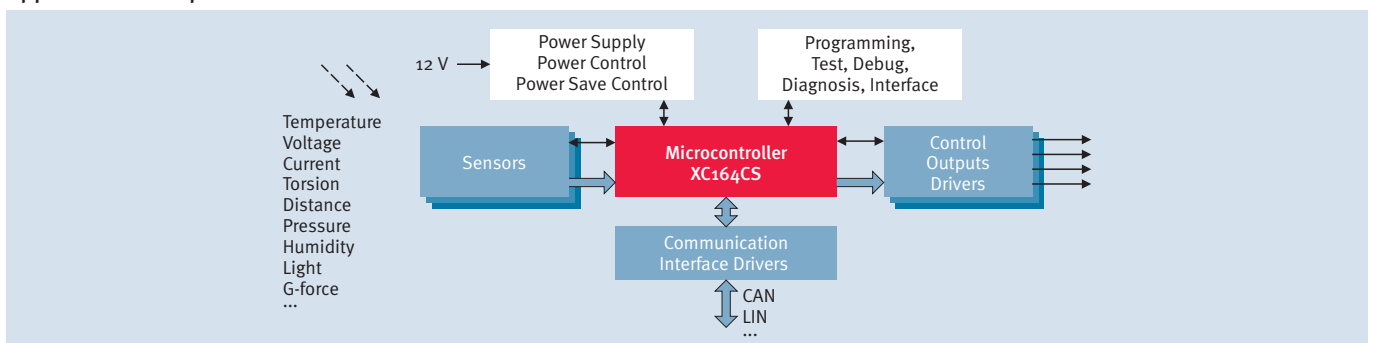 12 V
Power Supply
Power Control
Power Save Control
Programming,
Test, Debug,
Diagnosis, Interface
Temperature
Voltage
Current
Torsion
Distance
Pressure
Humidity
Light
G-force
...
Sensors
Microcontroller
XC164CS
Control
Outputs
Drivers
Communication
Interface Drivers
CAN
LIN
...